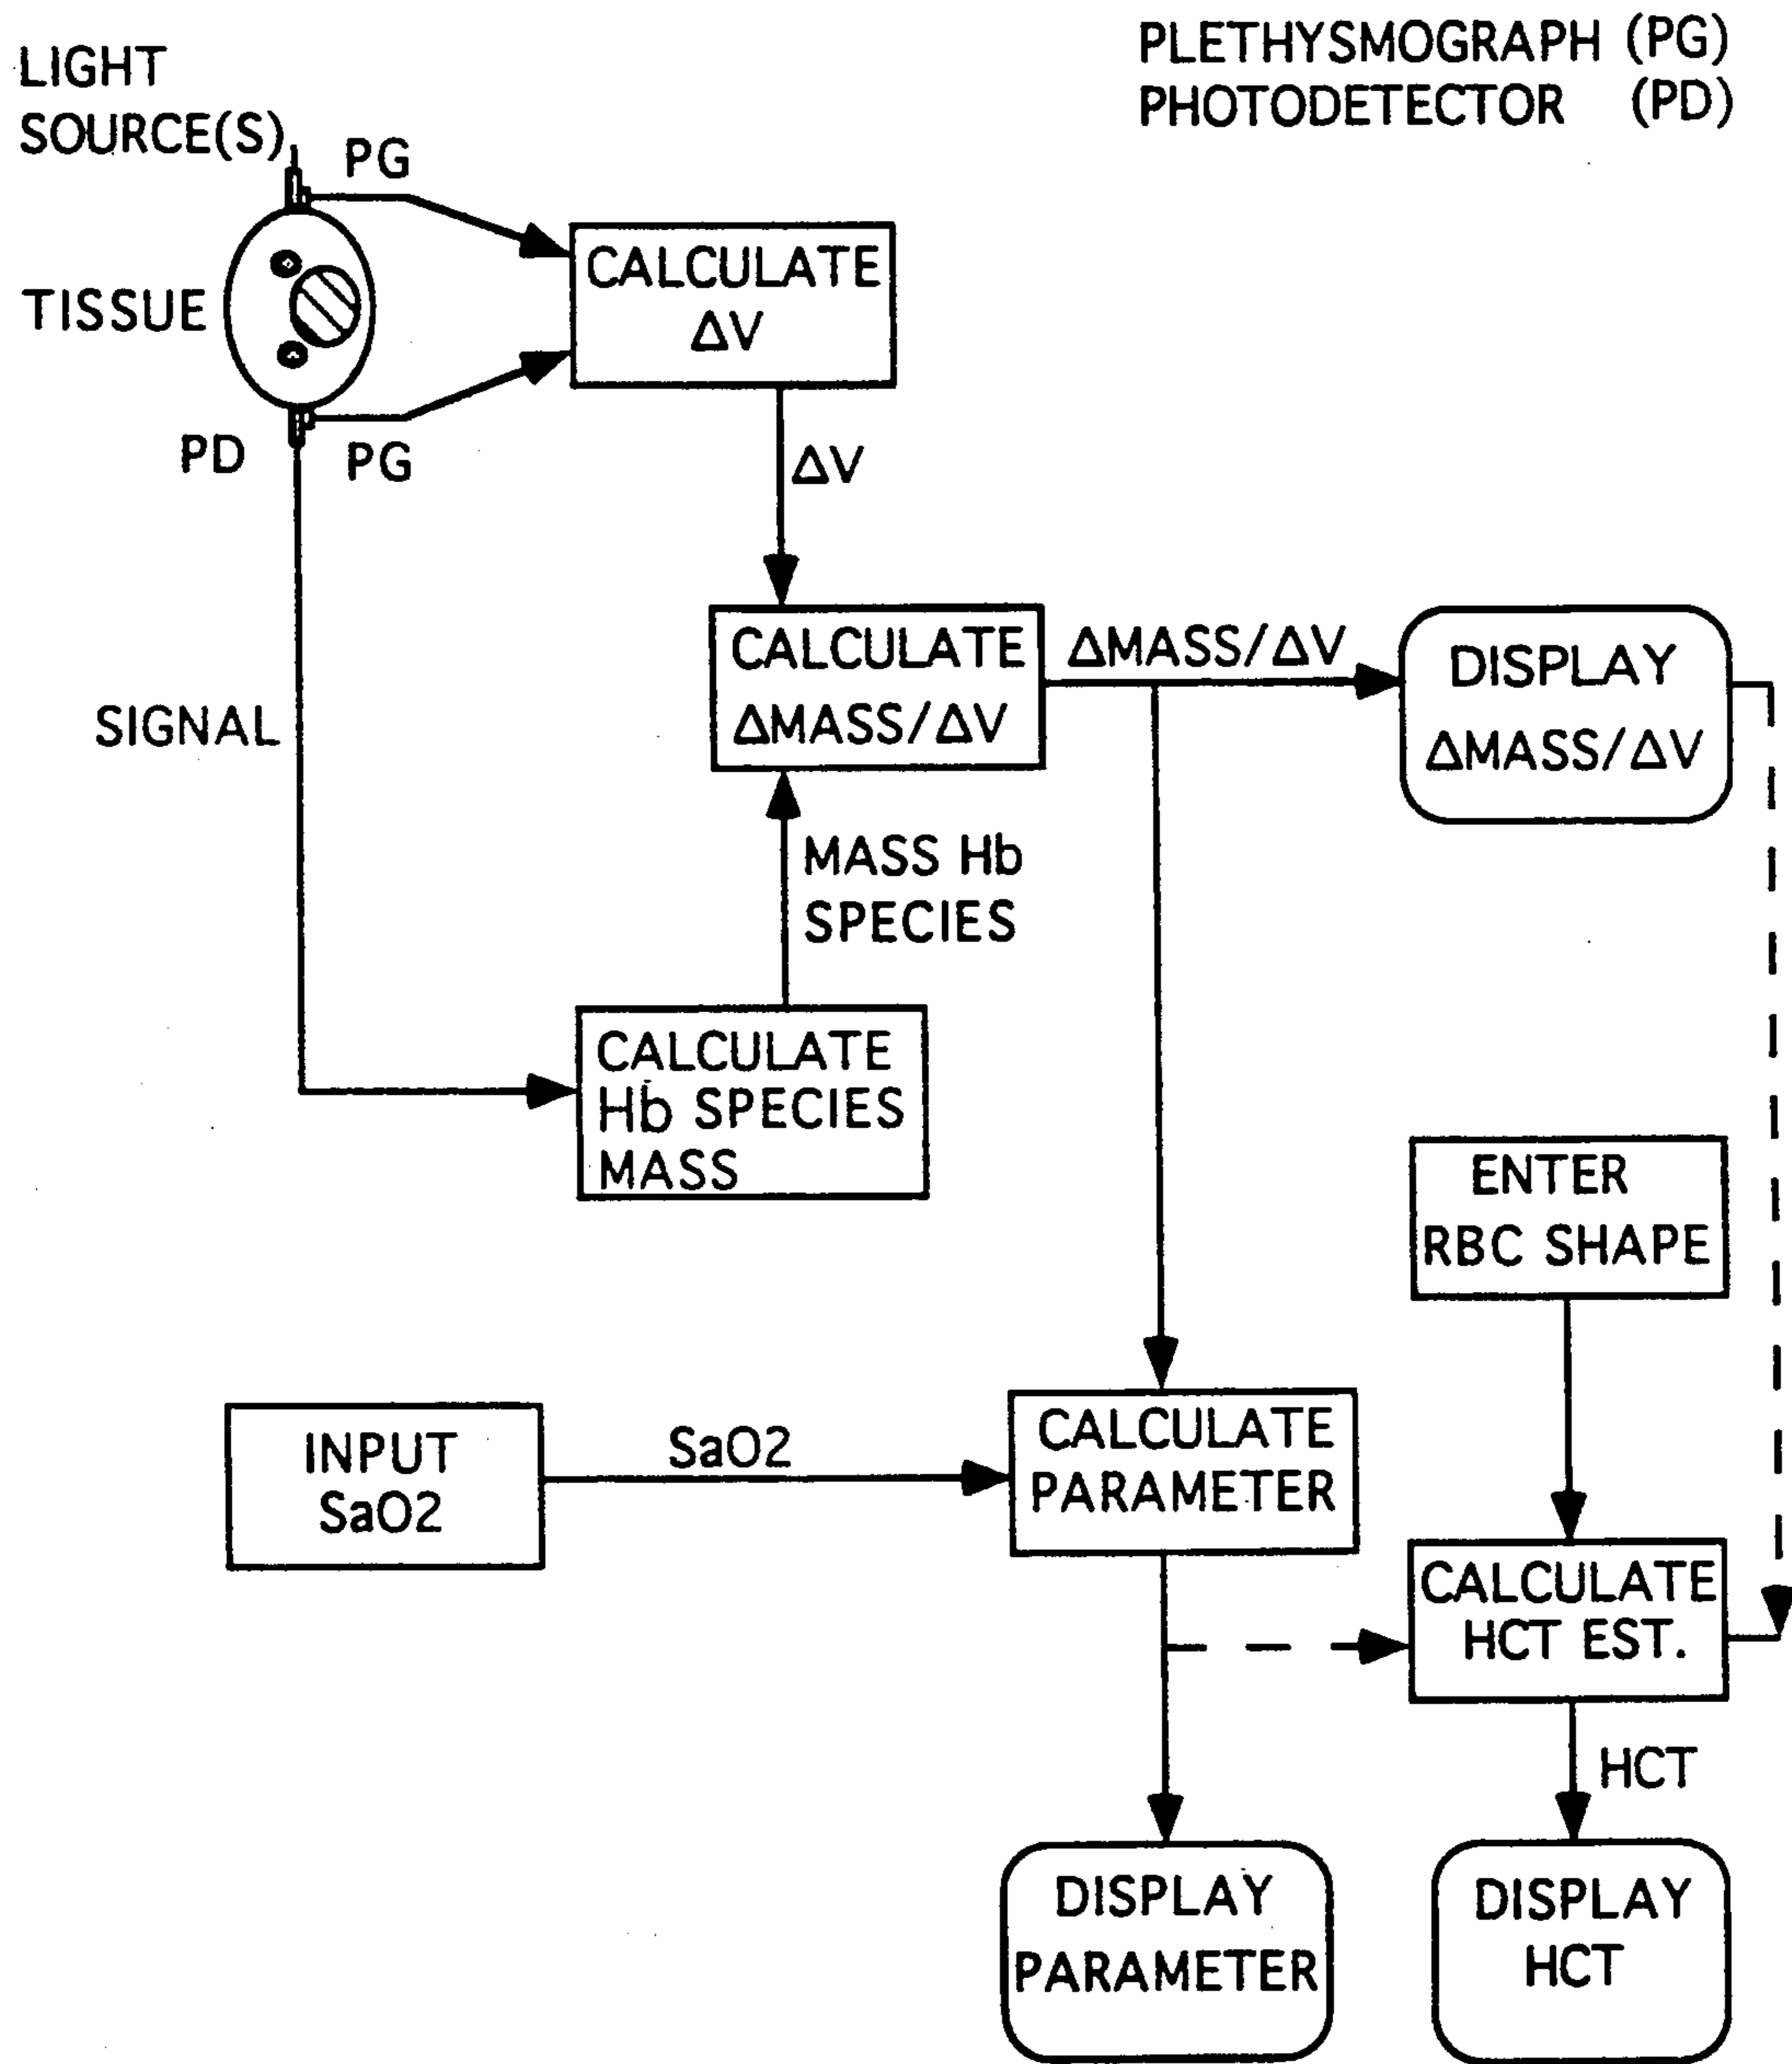 PLETHYSMOGRAPH (PG)
PHOTODETECTOR (PD)
LIGHT
SOURCE(S)
PG
TISSUE
CALCULATE
ΔV
PD
PG
ΔV
CALCULATE
ΔMASS/ΔV
ΔMASS/ΔV
DISPLAY
ΔMASS/ΔV
SIGNAL
MASS Hb
SPECIES
CALCULATE
Hb SPECIES
MASS
ENTER
RBC SHAPE
INPUT
SaO2
SaO2
CALCULATE
PARAMETER
CALCULATE
HCT EST.
HCT
DISPLAY
PARAMETER
DISPLAY
HCT